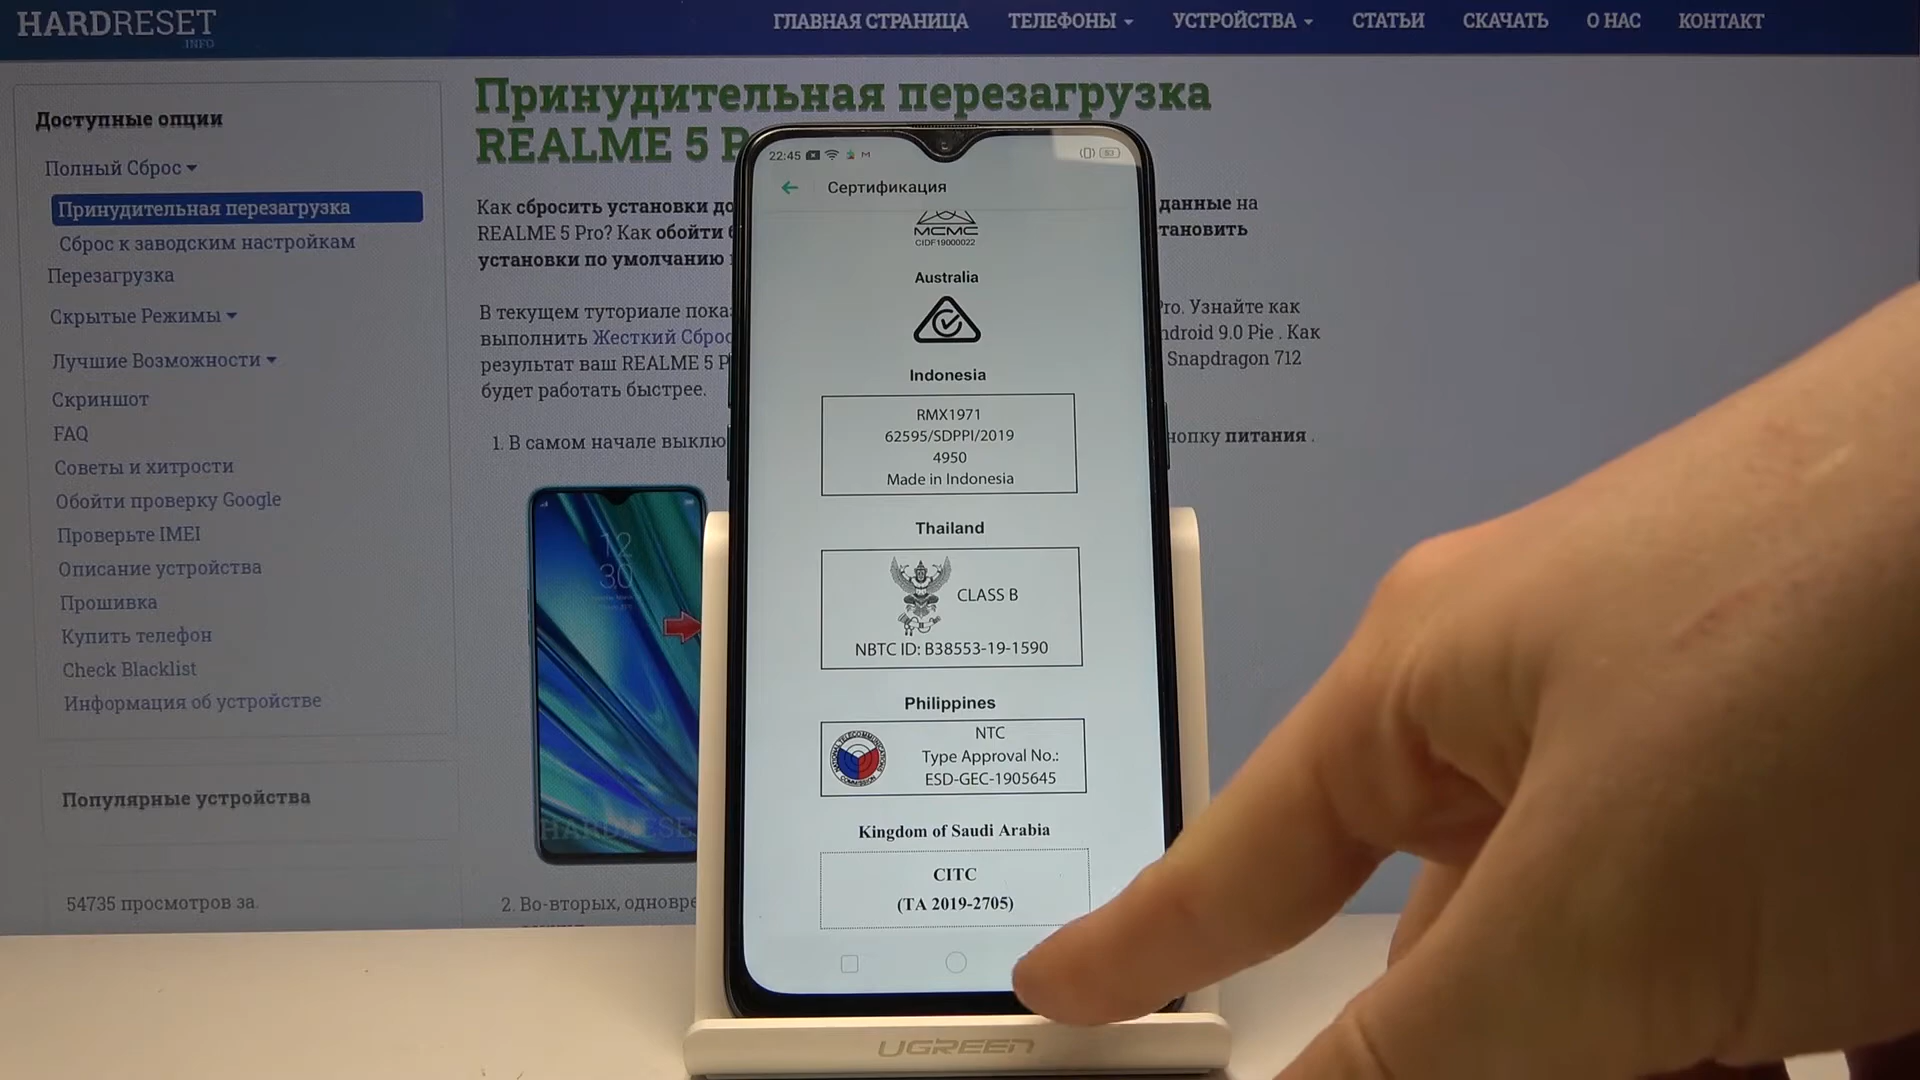 HARDRESET
.INFO
ГЛАВНАЯ СТРАНИЦА
ТЕЛЕФОНЫ
УСТРОЙСТВА
СТАТЬИ
СКАЧАТЬ
О НАС
КОНТАКТ
Доступные опции
Полный Сброс
Принудительная перезагрузка
Сброс к заводским настройкам
Перезагрузка
Скрытые Режимы
Лучшие Возможности
Скриншот
FAQ
Советы и хитрости
Обойти проверку Google
Проверьте IMEI
Описание устройства
Прошивка
Купить телефон
Check Blacklist
Информация об устройстве
Популярные устройства
54735 просмотров за.
Принудительная перезагрузка
REALME 5 P
Как сбросить установки до данные на
REALME 5 Pro? Как обойти тановить
установки по умолчанию
В текущем туториале пока Pro. Узнайте как
выполнить Жесткий Сброс ndroid 9.0 Pie . Как
результат ваш REALME 5 P Snapdragon 712
будет работать быстрее.
1. В самом начале выклю нопку питания .
12
30
HARDRESE
2. Во-вторых, одновре
22:45
53
Сертификация
MCMC
CIDF19000022
Australia
Indonesia
RMX1971
62595/SDPPI/2019
4950
Made in Indonesia
Thailand
CLASS B
NBTC ID: B38553-19-1590
Philippines
NATIONAL TELECOMMUNICATIONS COMMISSION
NTC
Type Approval No.:
ESD-GEC-1905645
Kingdom of Saudi Arabia
CITC
(TA 2019-2705)
UGREEN